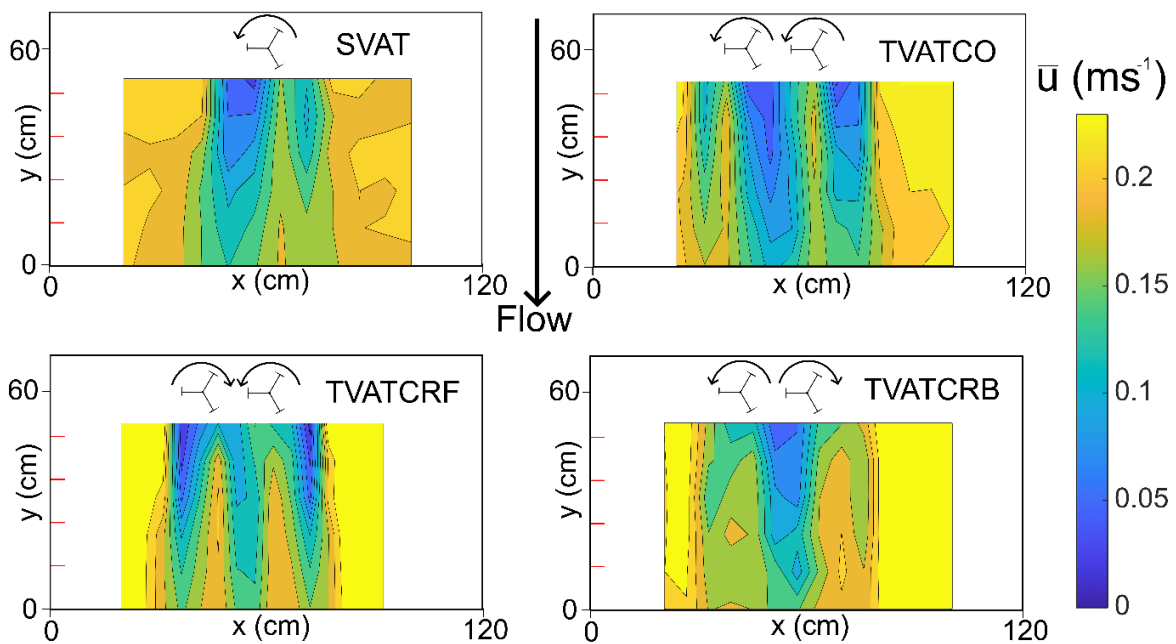 SVAT
60
y (cm)
0
0
x (cm)
120
TVATCO
60
y (cm)
0
0
x (cm)
120
Flow
TVATCRF
60
y (cm)
0
0
x (cm)
120
TVATCRB
60
y (cm)
0
0
x (cm)
120
u̅ (ms⁻¹)
0.2
0.15
0.1
0.05
0